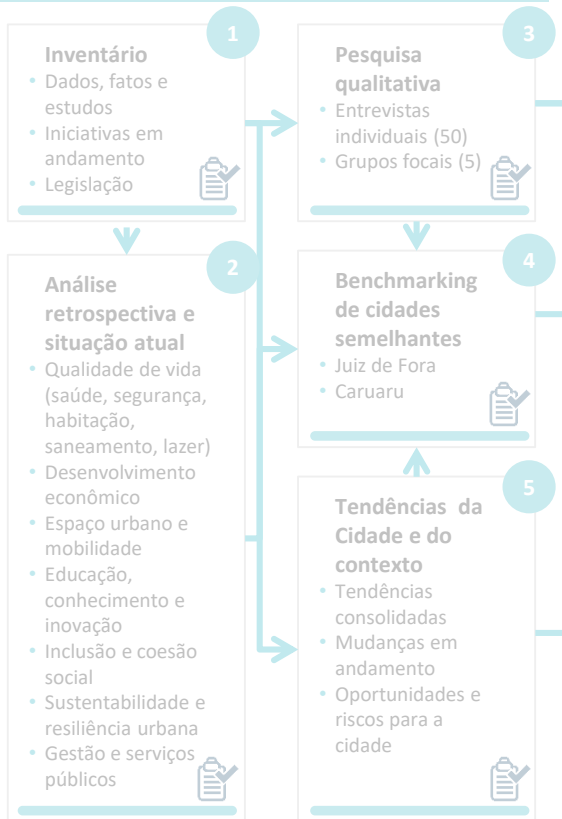 1
Inventário
• Dados, fatos e
estudos
• Iniciativas em
andamento
• Legislação
2
Análise
retrospectiva e
situação atual
• Qualidade de vida
(saúde, segurança,
habitação,
saneamento, lazer)
• Desenvolvimento
econômico
• Espaço urbano e
mobilidade
• Educação,
conhecimento e
inovação
• Inclusão e coesão
social
• Sustentabilidade e
resiliência urbana
• Gestão e serviços
públicos
3
Pesquisa
qualitativa
• Entrevistas
individuais (50)
• Grupos focais (5)
4
Benchmarking
de cidades
semelhantes
• Juiz de Fora
• Caruaru
5
Tendências da
Cidade e do
contexto
• Tendências
consolidadas
• Mudanças em
andamento
• Oportunidades e
riscos para a
cidade